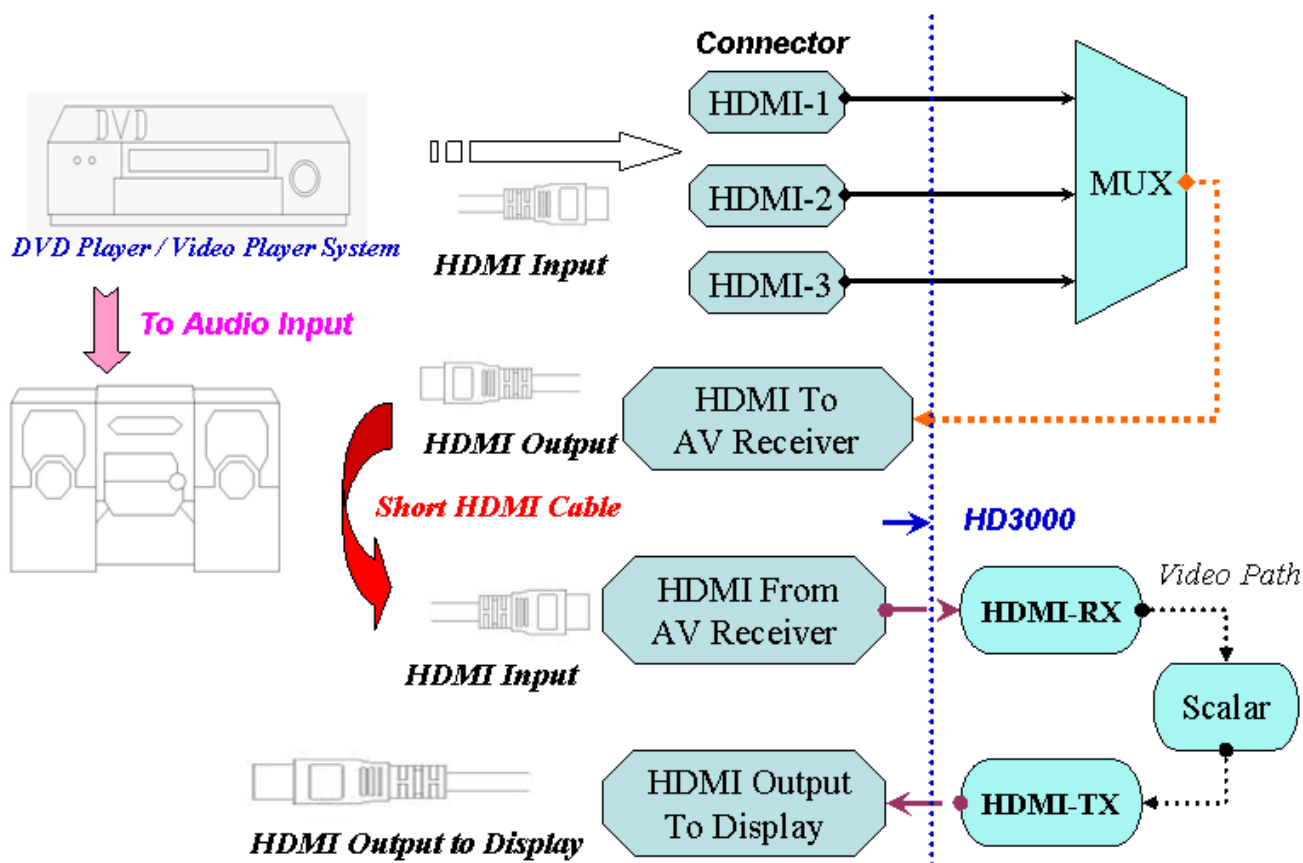 Connector
DVD
HDMI-1
HDMI-2
HDMI-3
MUX
DVD Player / Video Player System
HDMI Input
To Audio Input
HDMI To
AV Receiver
HDMI Output
Short HDMI Cable
HD3000
Video Path
HDMI From
AV Receiver
HDMI-RX
HDMI Input
Scalar
HDMI Output
To Display
HDMI-TX
HDMI Output to Display